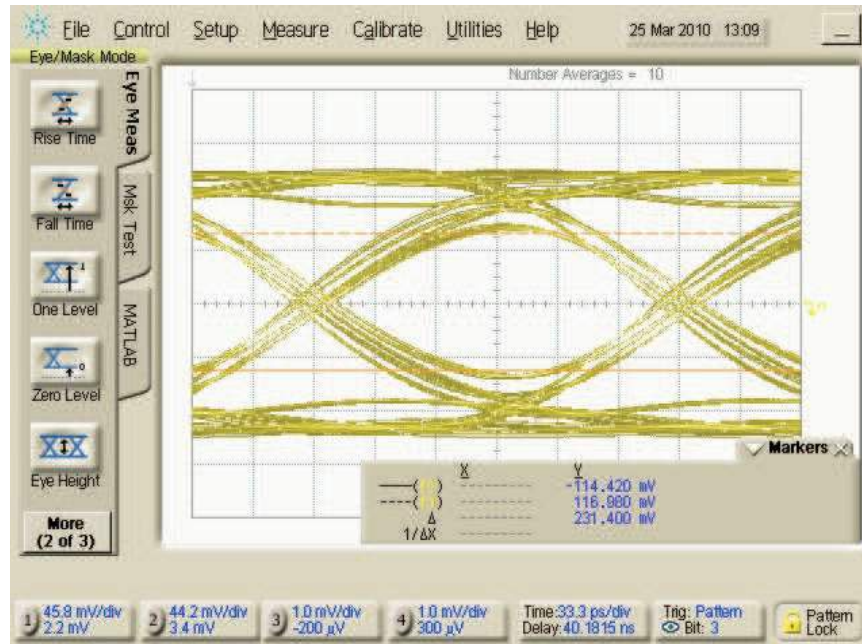 File Control Setup Measure Calibrate Utilities Help 25 Mar 2010 13:09
Eye/Mask Mode
Number Averages = 10
Eye Meas
Msk Test
MATLAB
Rise Time
Fall Time
One Level
Zero Level
Eye Height
More
(2 of 3)
Markers
X Y
-114.420 mV
116.980 mV
Δ 231.400 mV
1/ΔX
1) 45.8 mV/div
2.2 mV
2) 44.2 mV/div
3.4 mV
3) 1.0 mV/div
-200 µV
4) 1.0 mV/div
300 µV
Time:33.3 ps/div
Delay:40.1815 ns
Trig: Pattern
Bit: 3
Pattern
Lock